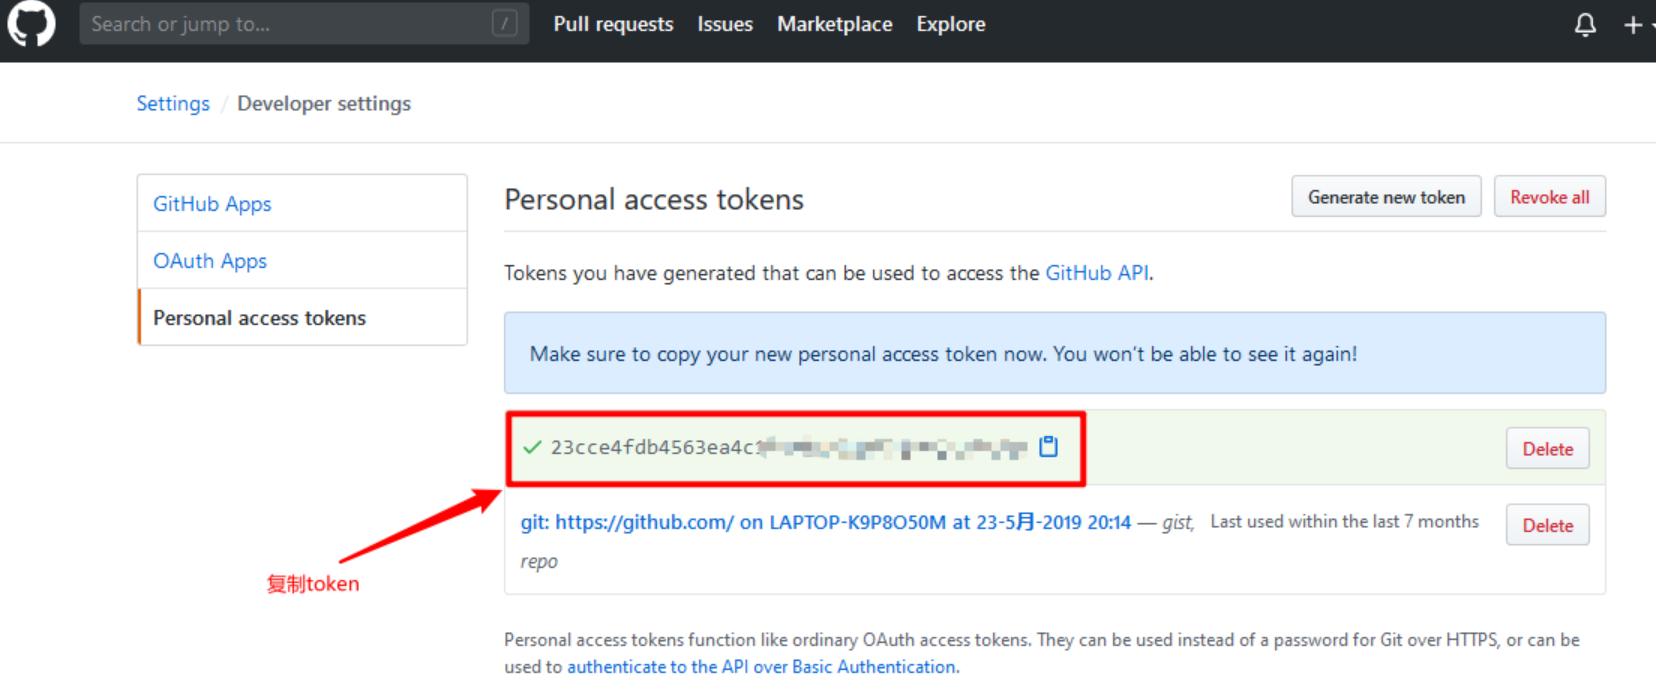 Search or jump to... / Pull requests Issues Marketplace Explore
Settings / Developer settings
GitHub Apps
OAuth Apps
Personal access tokens
Personal access tokens
Generate new token
Revoke all
Tokens you have generated that can be used to access the GitHub API.
Make sure to copy your new personal access token now. You won't be able to see it again!
23cce4fdb4563ea4c
Delete
git: https://github.com/ on LAPTOP-K9P8O50M at 23-5月-2019 20:14 — gist, Last used within the last 7 months
repo
Delete
复制token
Personal access tokens function like ordinary OAuth access tokens. They can be used instead of a password for Git over HTTPS, or can be
used to authenticate to the API over Basic Authentication.